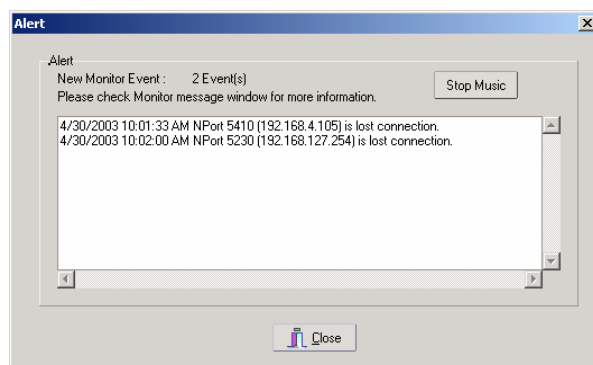 Alert
Alert
New Monitor Event : 2 Event(s)
Stop Music
Please check Monitor message window for more information.
4/30/2003 10:01:33 AM NPort 5410 (192.168.4.105) is lost connection.
4/30/2003 10:02:00 AM NPort 5230 (192.168.127.254) is lost connection.
Close